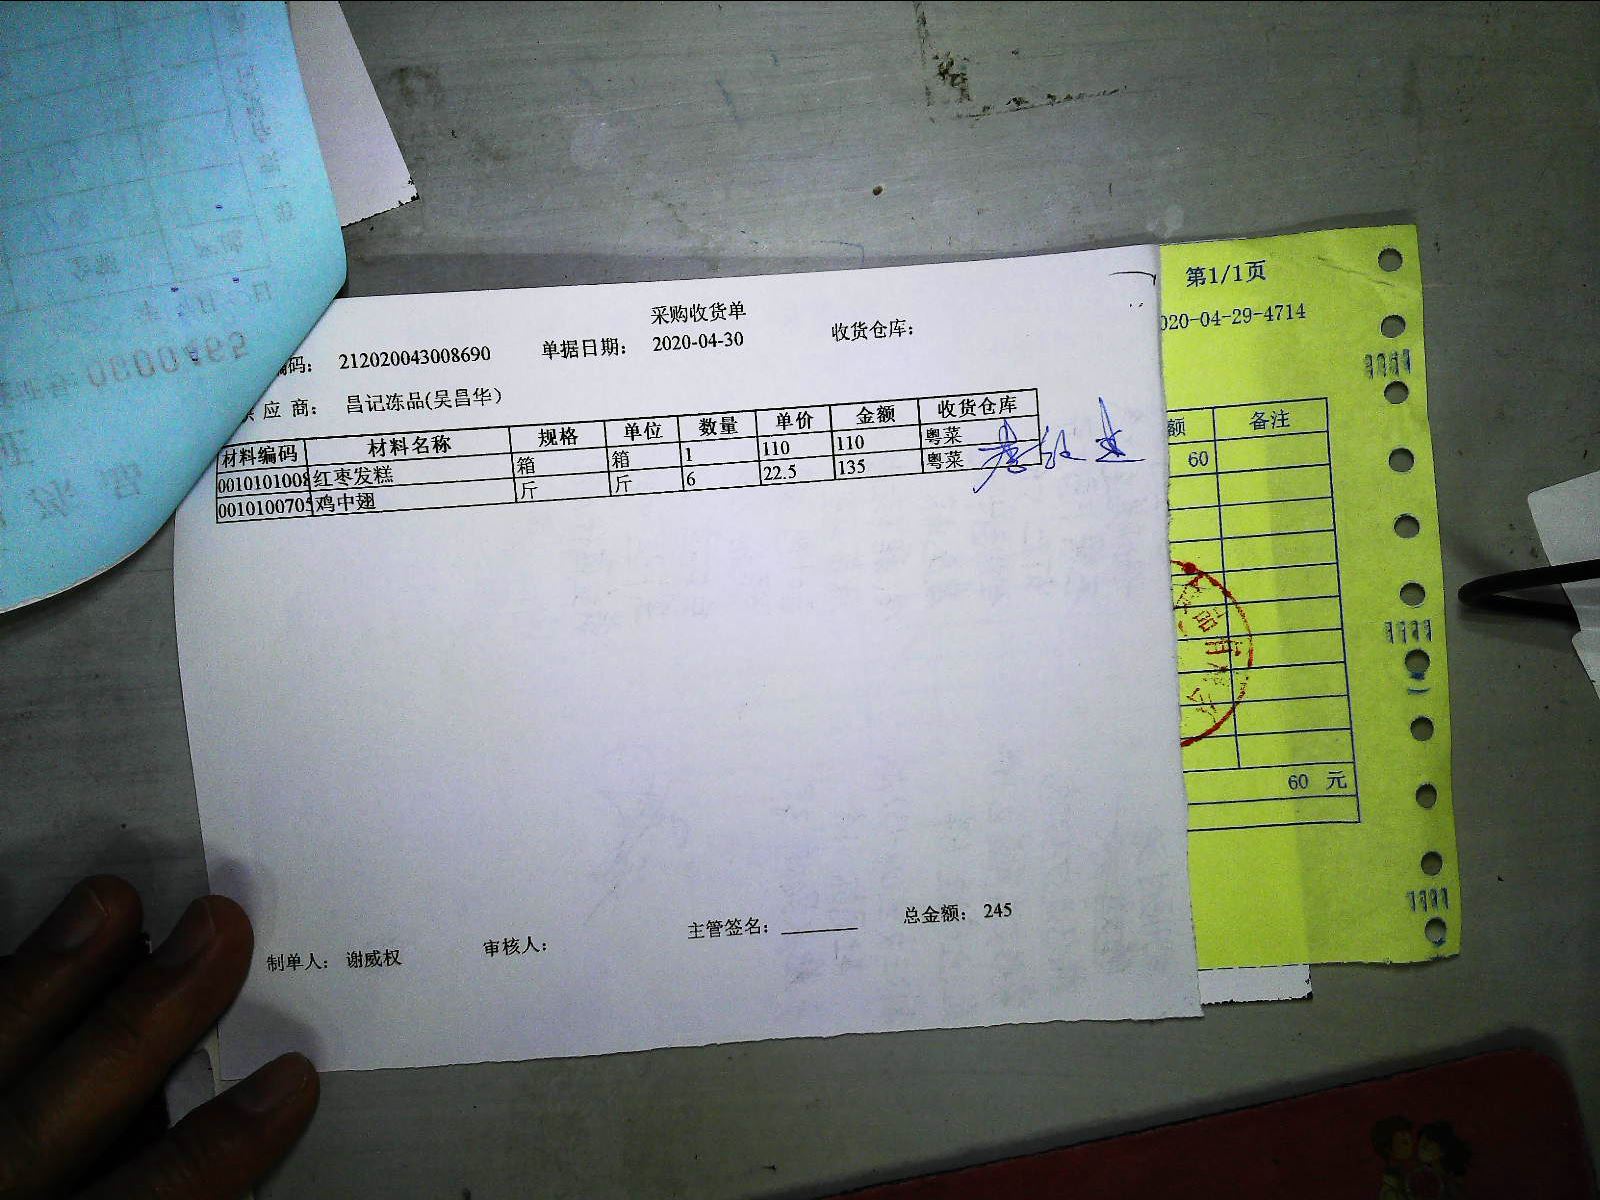 采购收货单
码： 212020043008690 单据日期： 2020-04-30 收货仓库：
应 商： 昌记冻品(吴昌华)
材料编码 材料名称 规格 单位 数量 单价 金额 收货仓库
0010101008 红枣发糕 箱 箱 1 110 110 粤菜
0010100705 鸡中翅 斤 斤 6 22.5 135 粤菜
制单人： 谢威权 审核人： 主管签名： 总金额： 245
第1/1页
020-04-29-4714
额 备注
60
60 元
0600465